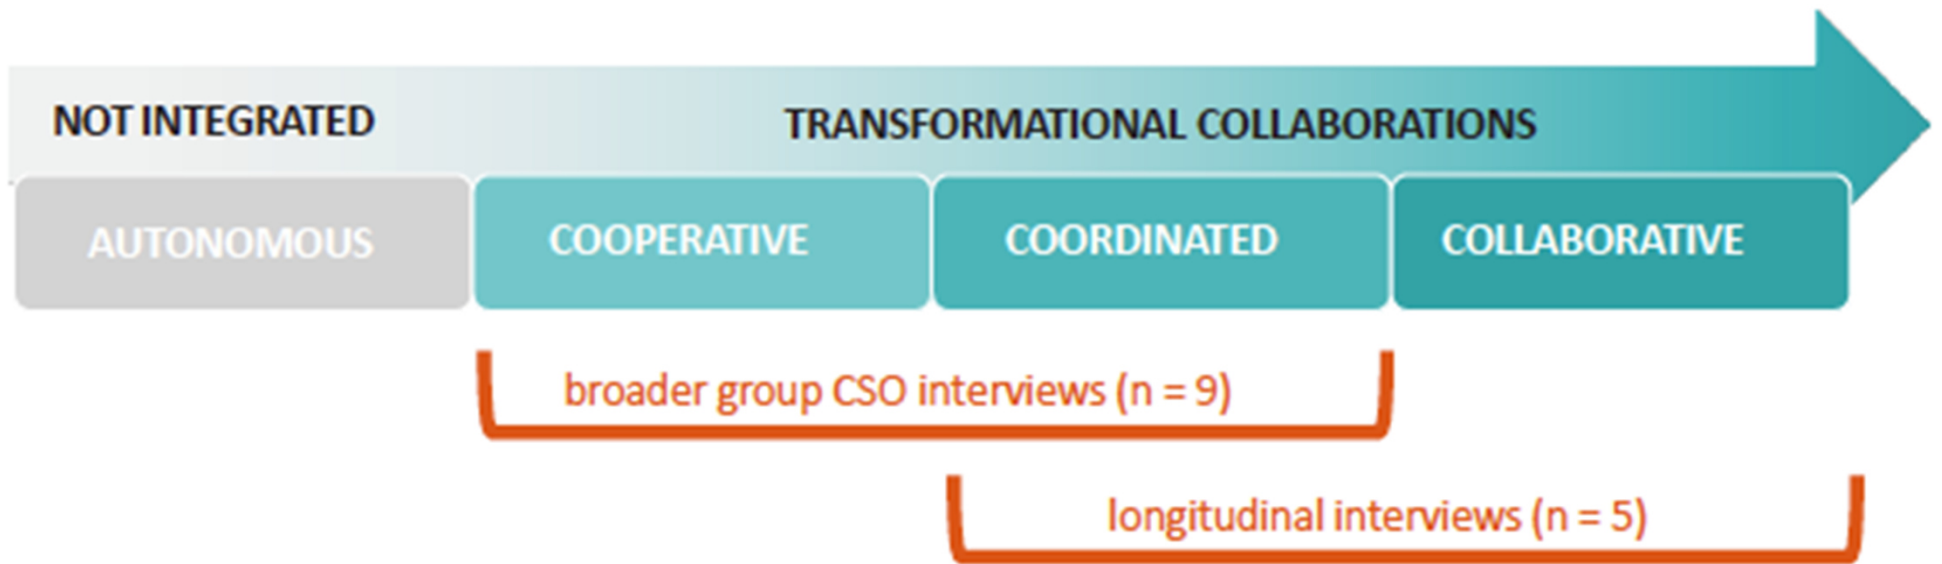 NOT INTEGRATED
TRANSFORMATIONAL COLLABORATIONS
AUTONOMOUS
COOPERATIVE
COORDINATED
COLLABORATIVE
broader group CSO interviews (n = 9)
longitudinal interviews (n = 5)